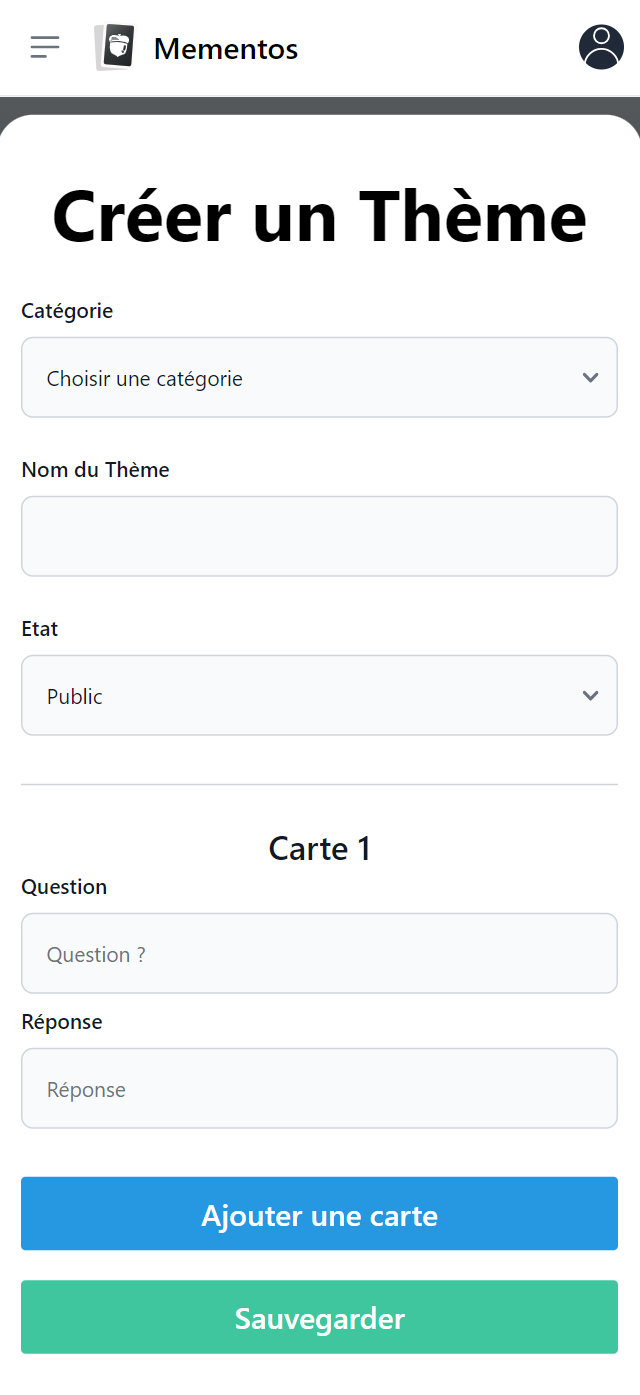 Mementos
Créer un Thème
Catégorie
Choisir une catégorie
Nom du Thème
Etat
Public
Carte 1
Question
Question ?
Réponse
Réponse
Ajouter une carte
Sauvegarder